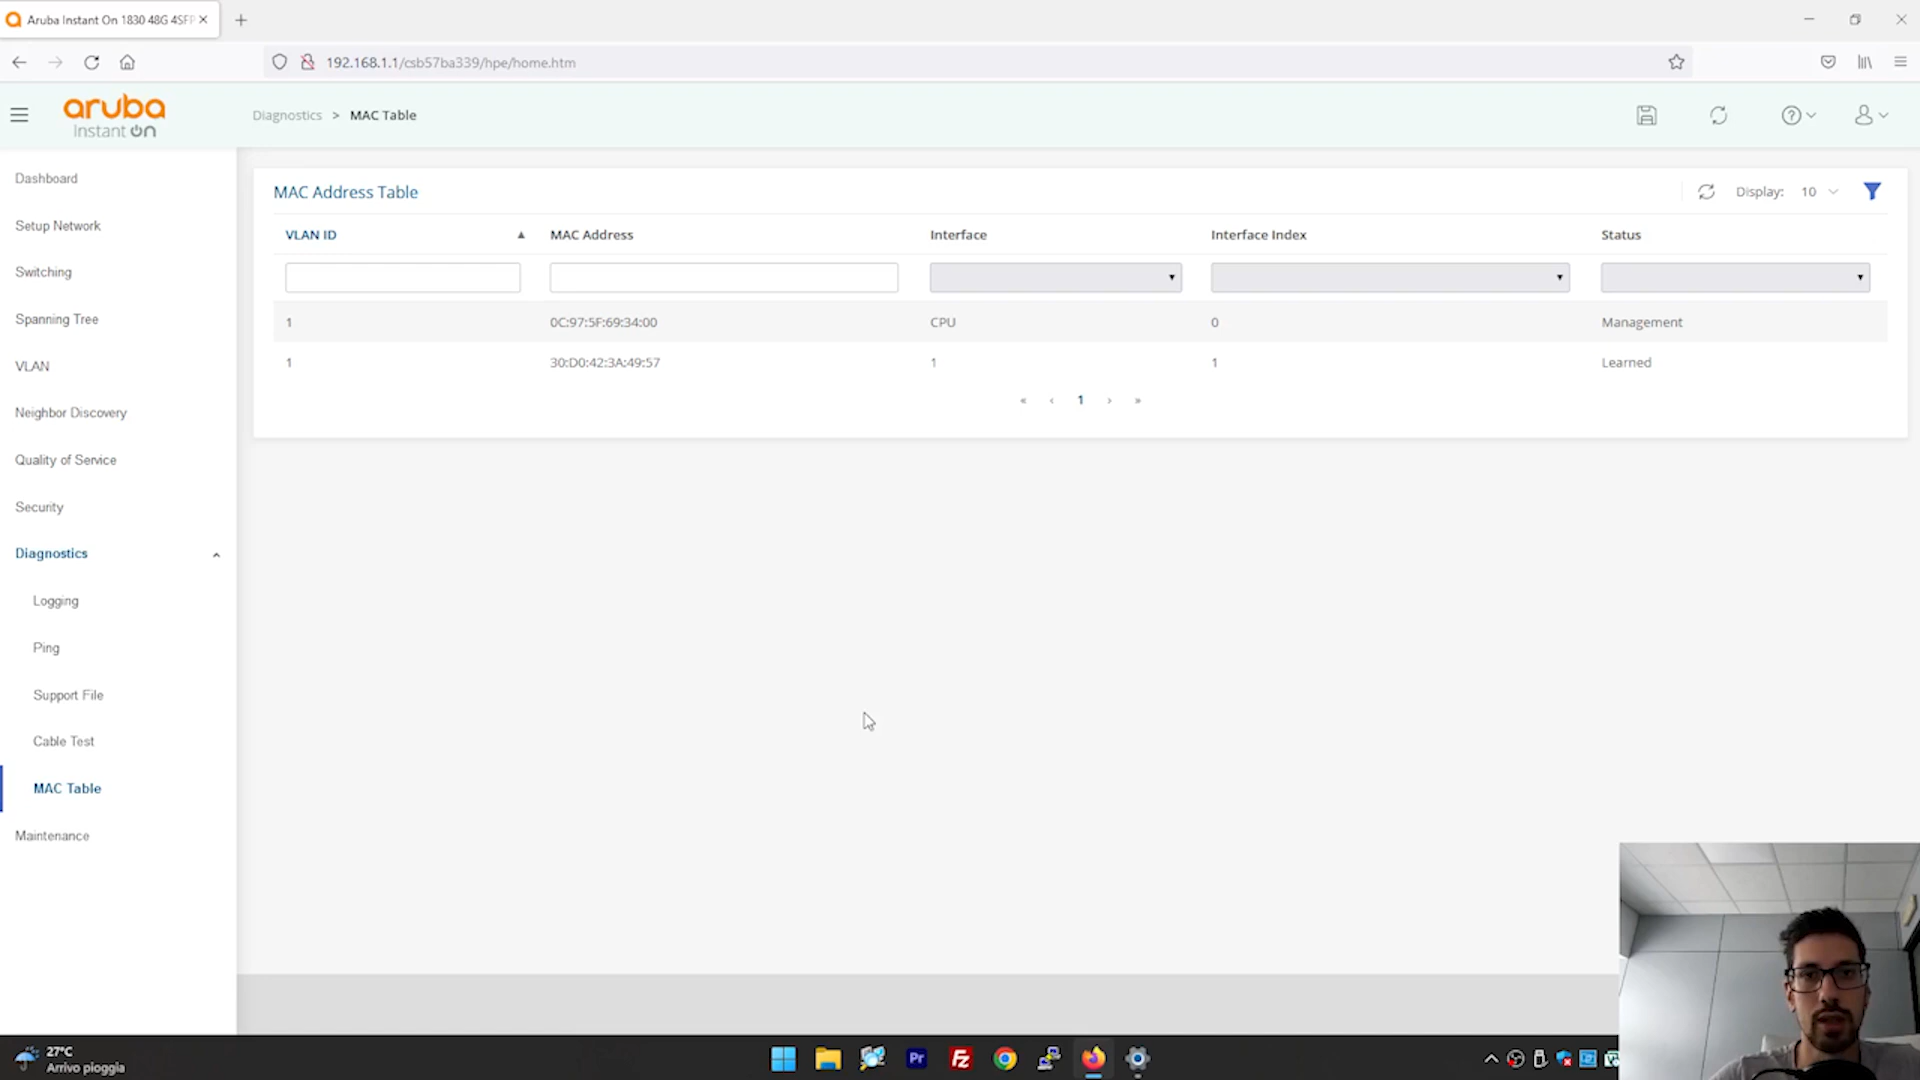 Aruba Instant On 1830 48G 4SFP
192.168.1.1/csb57ba339/hpe/home.htm
aruba
Instant On
Diagnostics > MAC Table
Dashboard
Setup Network
Switching
Spanning Tree
VLAN
Neighbor Discovery
Quality of Service
Security
Diagnostics
Logging
Ping
Support File
Cable Test
MAC Table
Maintenance
MAC Address Table
Display: 10
VLAN ID MAC Address Interface Interface Index Status
1 0C:97:5F:69:34:00 CPU 0 Management
1 30:D0:42:3A:49:57 1 1 Learned
« ‹ 1 › »
27°C
Arrivo pioggia
Pr
FZ